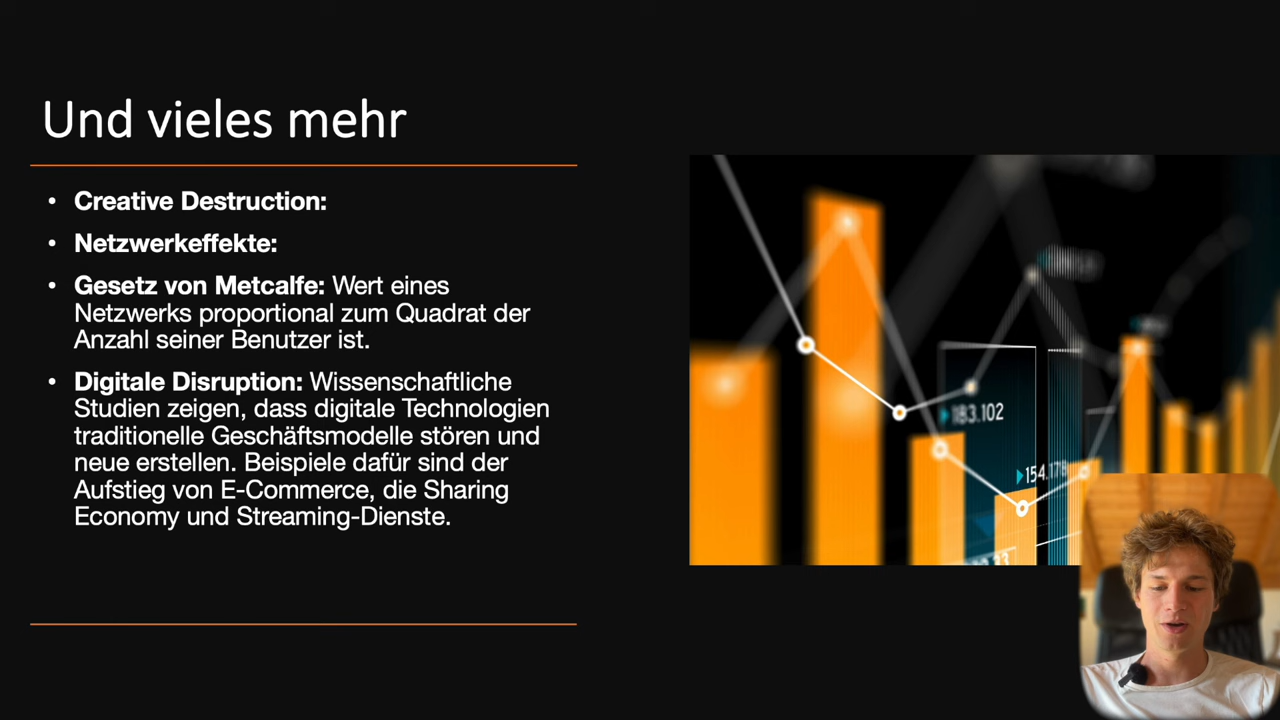 Und vieles mehr
• Creative Destruction:
• Netzwerkeffekte:
• Gesetz von Metcalfe: Wert eines
Netzwerks proportional zum Quadrat der
Anzahl seiner Benutzer ist.
• Digitale Disruption: Wissenschaftliche
Studien zeigen, dass digitale Technologien
traditionelle Geschäftsmodelle stören und
neue erstellen. Beispiele dafür sind der
Aufstieg von E-Commerce, die Sharing
Economy und Streaming-Dienste.
183.102
154.178